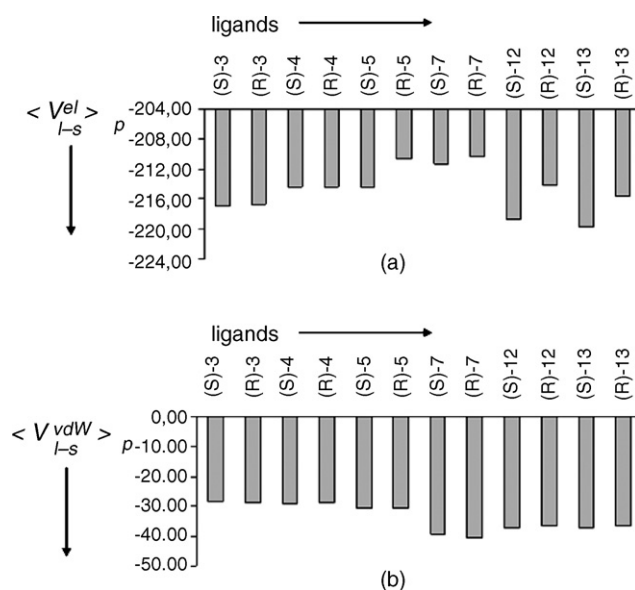 ligands
(S)-3 (R)-3 (S)-4 (R)-4 (S)-5 (R)-5 (S)-7 (R)-7 (S)-12 (R)-12 (S)-13 (R)-13
< V el l–s > p
-204,00
-208,00
-212,00
-216,00
-220,00
-224,00
(a)
ligands
(S)-3 (R)-3 (S)-4 (R)-4 (S)-5 (R)-5 (S)-7 (R)-7 (S)-12 (R)-12 (S)-13 (R)-13
< V vdW l–s > p
0,00
-10.00
-20.00
-30.00
-40.00
-50.00
(b)